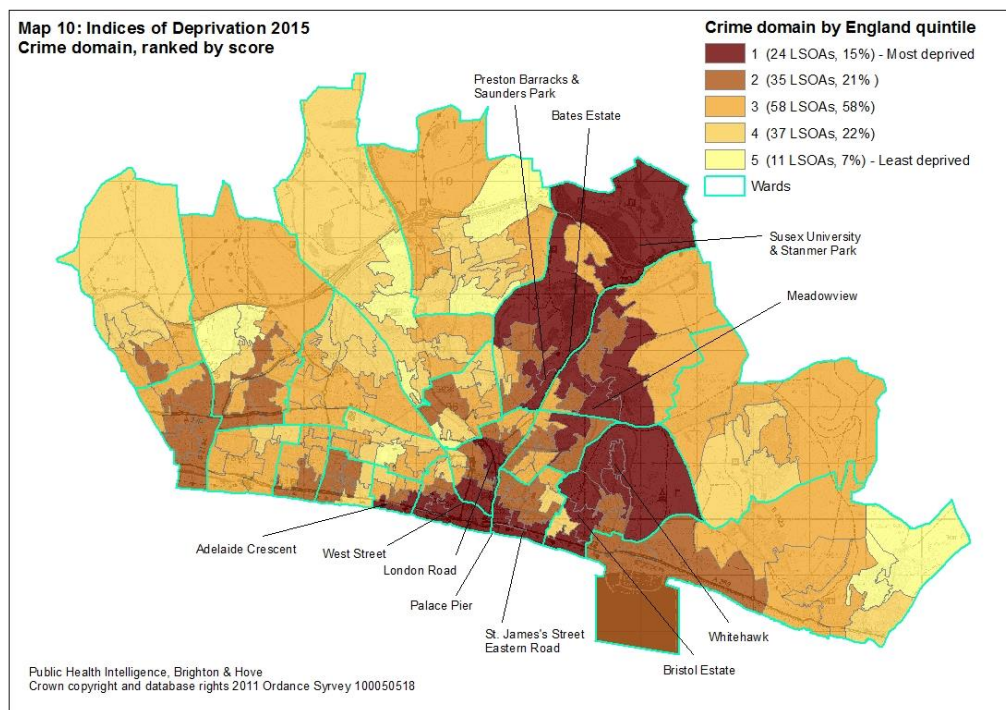 Map 10: Indices of Deprivation 2015
Crime domain, ranked by score
Crime domain by England quintile
1 (24 LSOAs, 15%) - Most deprived
2 (35 LSOAs, 21% )
3 (58 LSOAs, 58%)
4 (37 LSOAs, 22%)
5 (11 LSOAs, 7%) - Least deprived
Wards
Preston Barracks &
Saunders Park
Bates Estate
Susex University
& Stanmer Park
Meadowview
Adelaide Crescent
West Street
London Road
Palace Pier
St. James's Street
Eastern Road
Whitehawk
Bristol Estate
Public Health Intelligence, Brighton & Hove
Crown copyright and database rights 2011 Ordance Syrvey 100050518